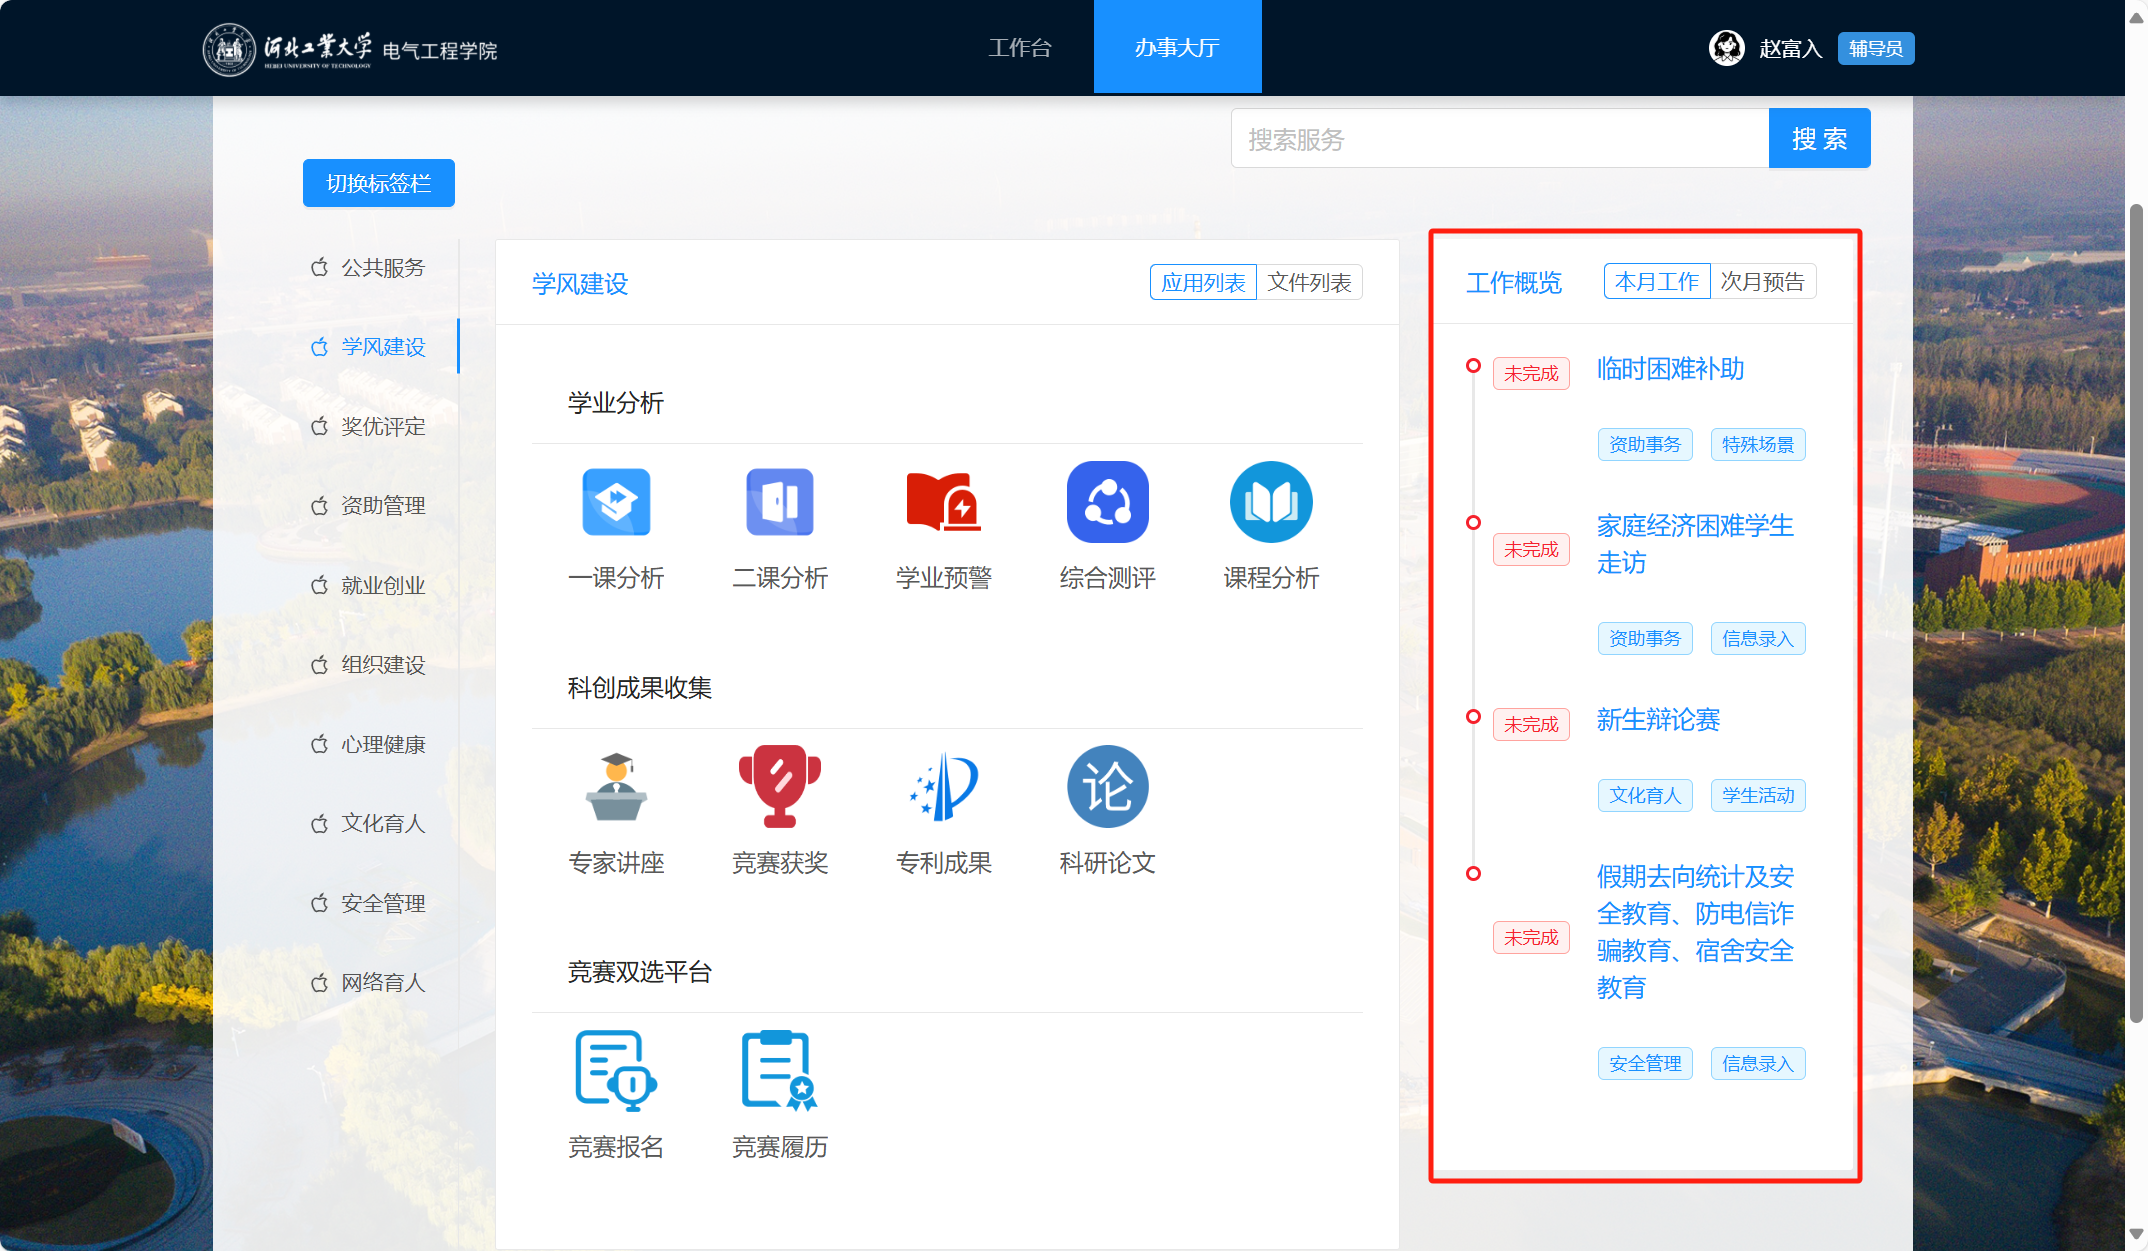 河北工業大学 电气工程学院
HEBEI UNIVERSITY OF TECHNOLOGY
工作台
办事大厅
赵富入
辅导员
搜索服务
搜 索
切换标签栏
公共服务
学风建设
奖优评定
资助管理
就业创业
组织建设
心理健康
文化育人
安全管理
网络育人
学风建设
应用列表
文件列表
学业分析
一课分析
二课分析
学业预警
综合测评
课程分析
科创成果收集
论
专家讲座
竞赛获奖
专利成果
科研论文
竞赛双选平台
竞赛报名
竞赛履历
工作概览
本月工作
次月预告
未完成
临时困难补助
资助事务
特殊场景
未完成
家庭经济困难学生
走访
资助事务
信息录入
未完成
新生辩论赛
文化育人
学生活动
未完成
假期去向统计及安
全教育、防电信诈
骗教育、宿舍安全
教育
安全管理
信息录入